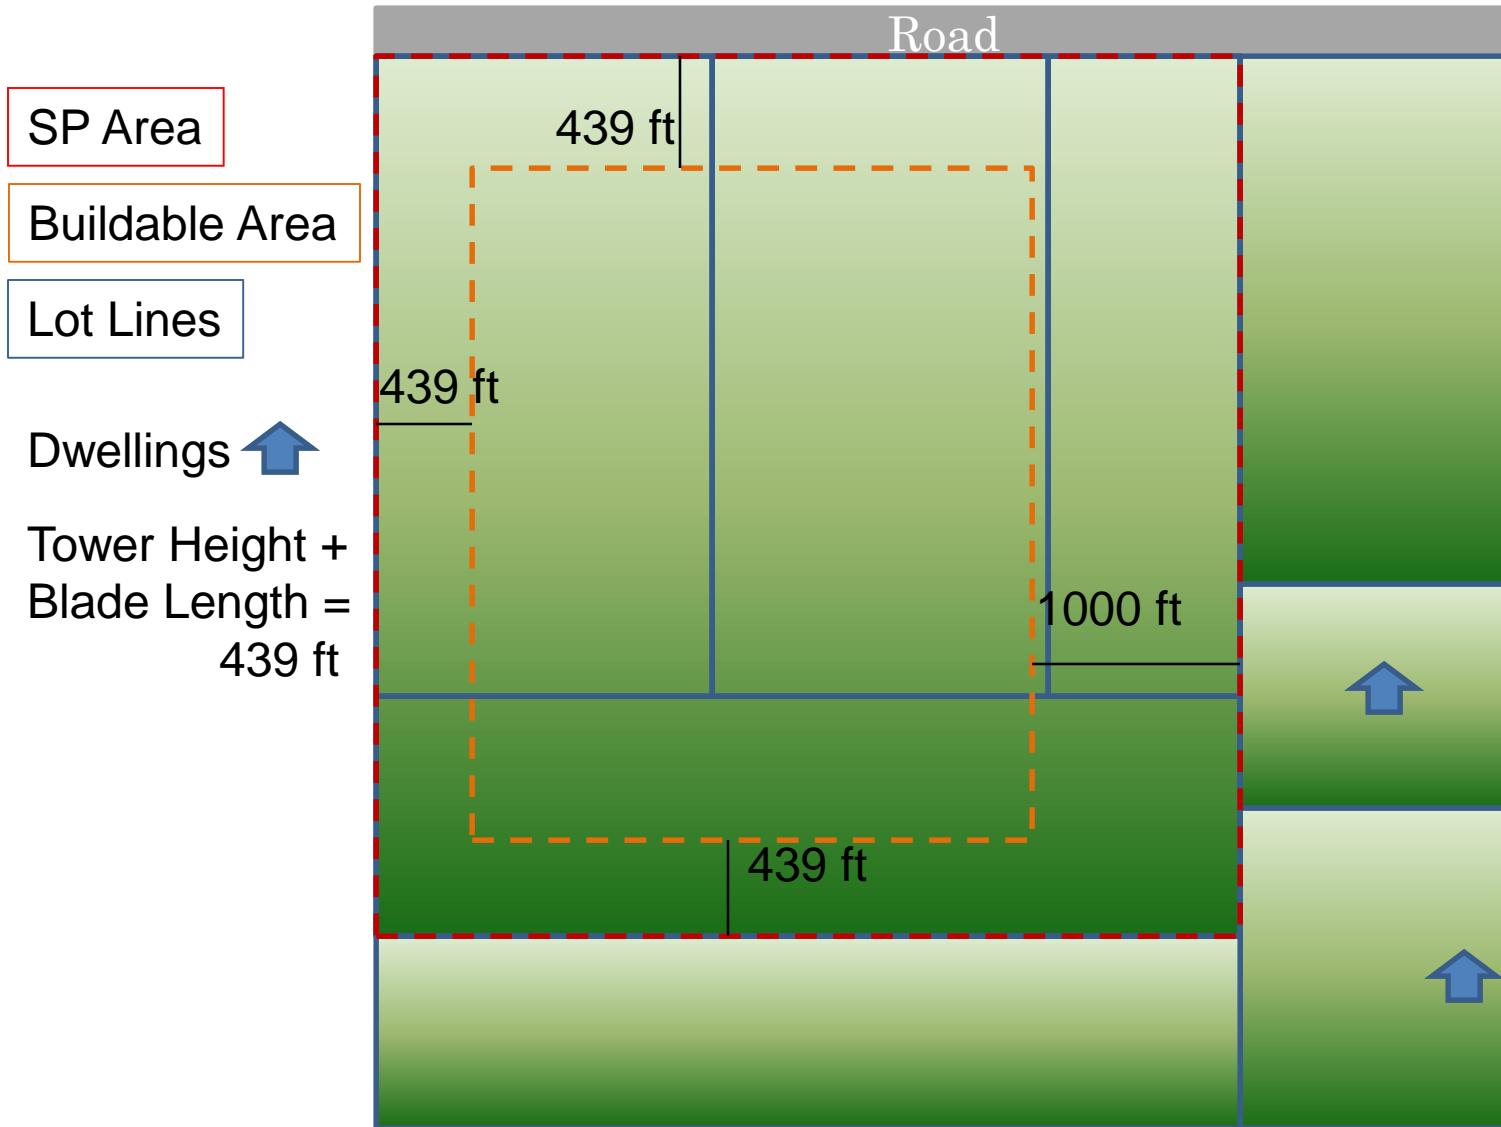 Road
SP Area
439 ft
Buildable Area
Lot Lines
439 ft
Dwellings
Tower Height +
Blade Length =
439 ft
1000 ft
439 ft